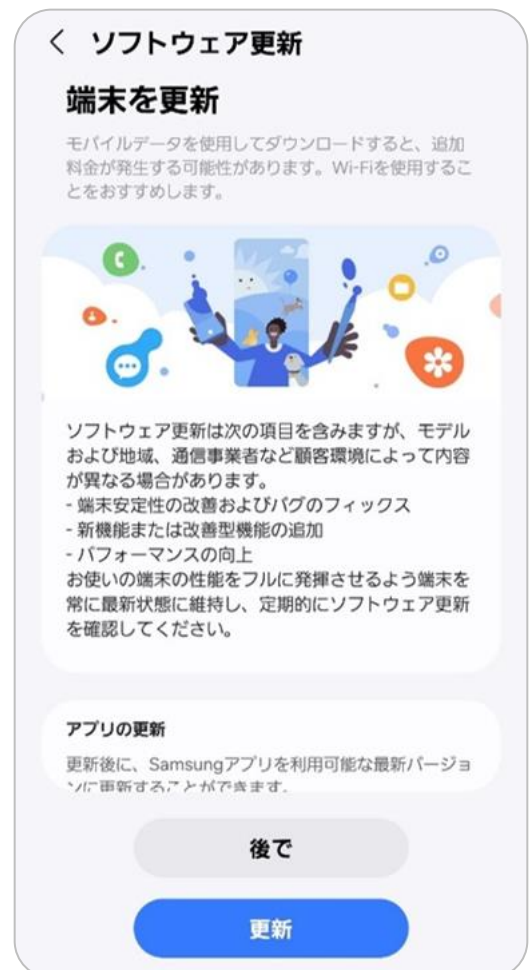 ソフトウェア更新
端末を更新
モバイルデータを使用してダウンロードすると、追加
料金が発生する可能性があります。Wi-Fiを使用するこ
とをおすすめします。
ソフトウェア更新は次の項目を含みますが、モデル
および地域、通信事業者など顧客環境によって内容
が異なる場合があります。
- 端末安定性の改善およびバグのフィックス
- 新機能または改善型機能の追加
- パフォーマンスの向上
お使いの端末の性能をフルに発揮させるよう端末を
常に最新状態に維持し、定期的にソフトウェア更新
を確認してください。
アプリの更新
更新後に、Samsungアプリを利用可能な最新バージョ
ンに更新することができます。
後で
更新